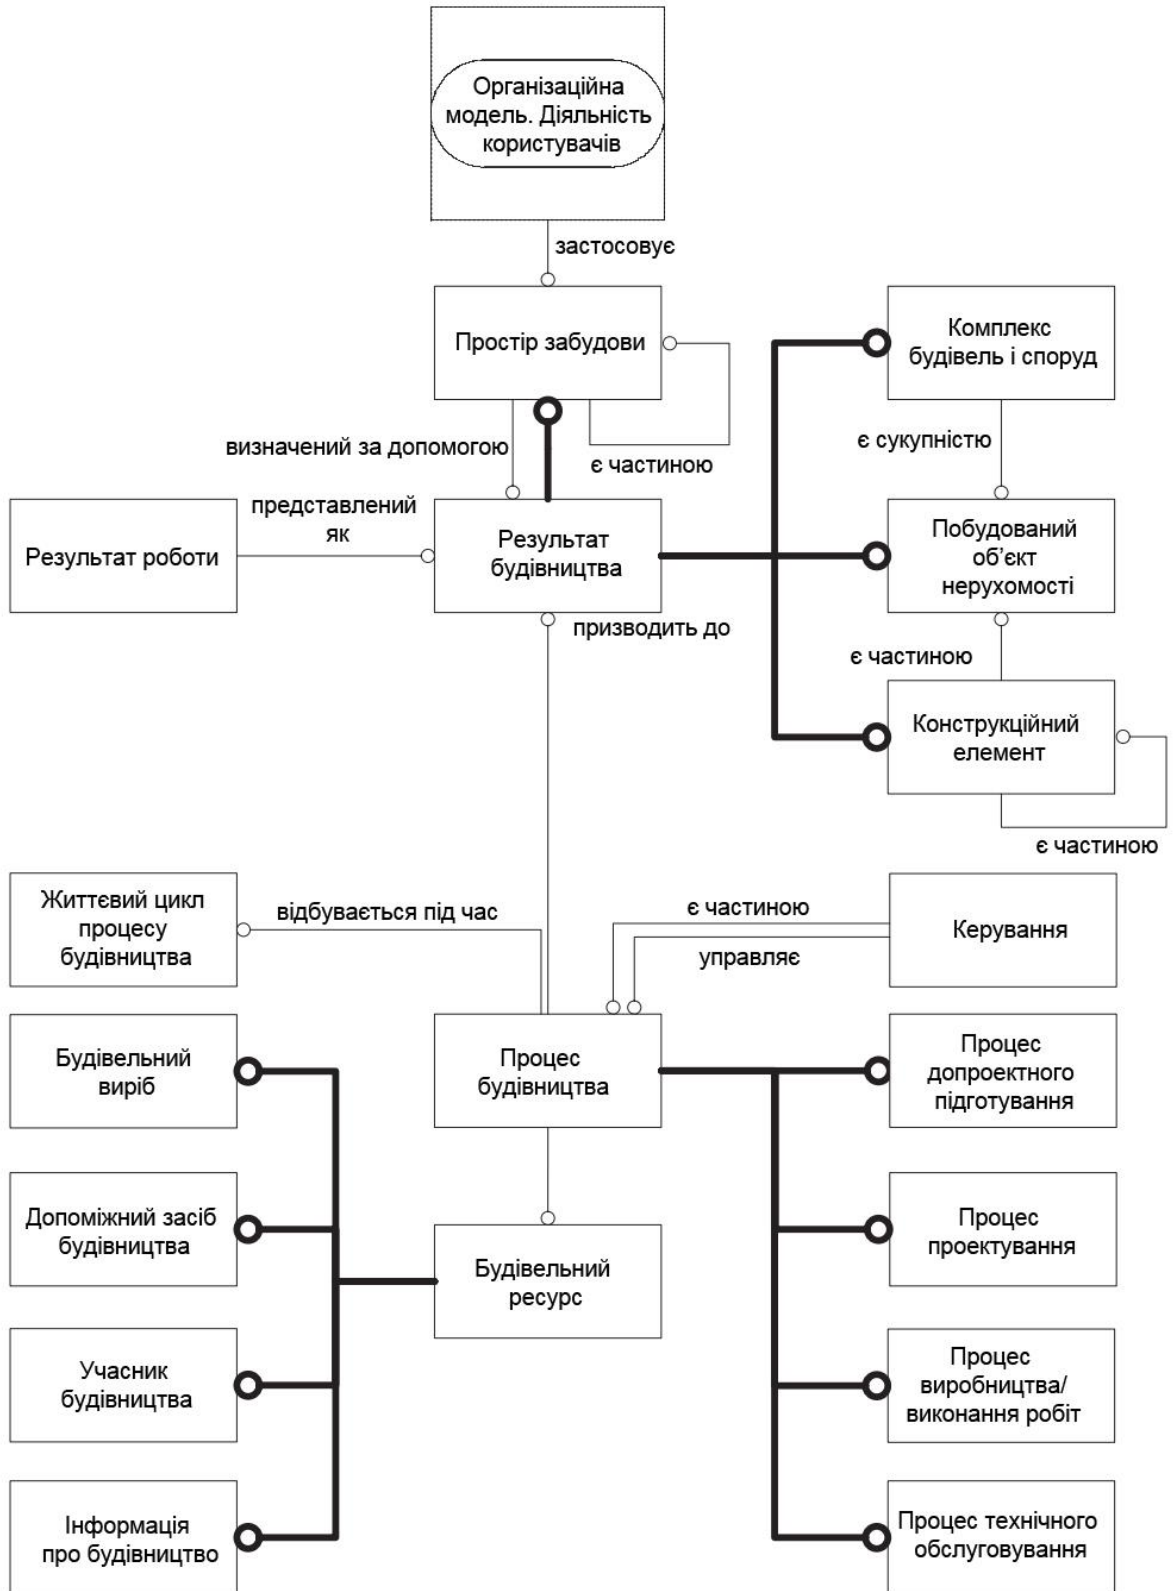 Організаційна
модель. Діяльність
користувачів
застосовує
Простір забудови
Комплекс
будівель і споруд
визначений за допомогою
є частиною
є сукупністю
представлений
як
Результат роботи
Результат
будівництва
Побудований
об’єкт
нерухомості
призводить до
є частиною
Конструкційний
елемент
є частиною
Життєвий цикл
процесу
будівництва
відбувається під час
є частиною
управляє
Керування
Будівельний
виріб
Процес
будівництва
Процес
допроектного
підготування
Допоміжний засіб
будівництва
Будівельний
ресурс
Процес
проектування
Учасник
будівництва
Процес
виробництва/
виконання робіт
Інформація
про будівництво
Процес технічного
обслуговування